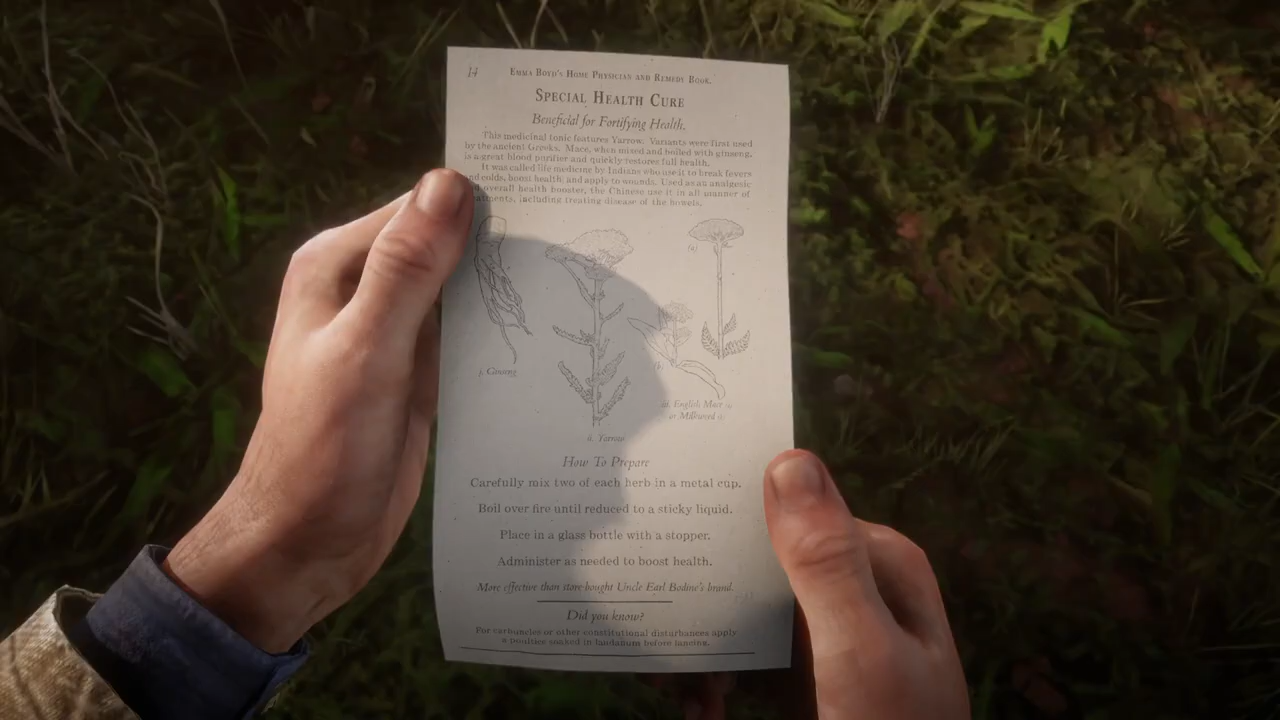 14
Emma Boyd's Home Physician and Remedy Book.
Special Health Cure
Beneficial for Fortifying Health.
This medicinal tonic features Yarrow. Variants were first used
by the ancient Greeks. Mace, when mixed and boiled with ginseng,
is a great blood purifier and quickly restores full health.
It was called life medicine by Indians who use it to break fevers
and colds, boost health and apply to wounds. Used as an analgesic
overall health booster, the Chinese use it in all manner of
including treating disease of the bowels.
(a)
i. Ginseng
iii. English Mace
or Milkweed
ii. Yarrow
How To Prepare
Carefully mix two of each herb in a metal cup.
Boil over fire until reduced to a sticky liquid.
Place in a glass bottle with a stopper.
Administer as needed to boost health.
More effective than store-bought Uncle Earl Bodine's brand.
Did you know?
For carbuncles or other constitutional disturbances apply
a poultice soaked in laudanum before lancing.